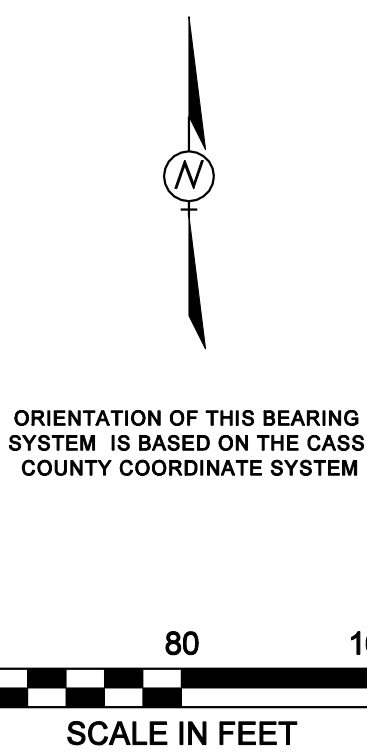 N
ORIENTATION OF THIS BEARING
SYSTEM IS BASED ON THE CASS
COUNTY COORDINATE SYSTEM
80
SCALE IN FEET